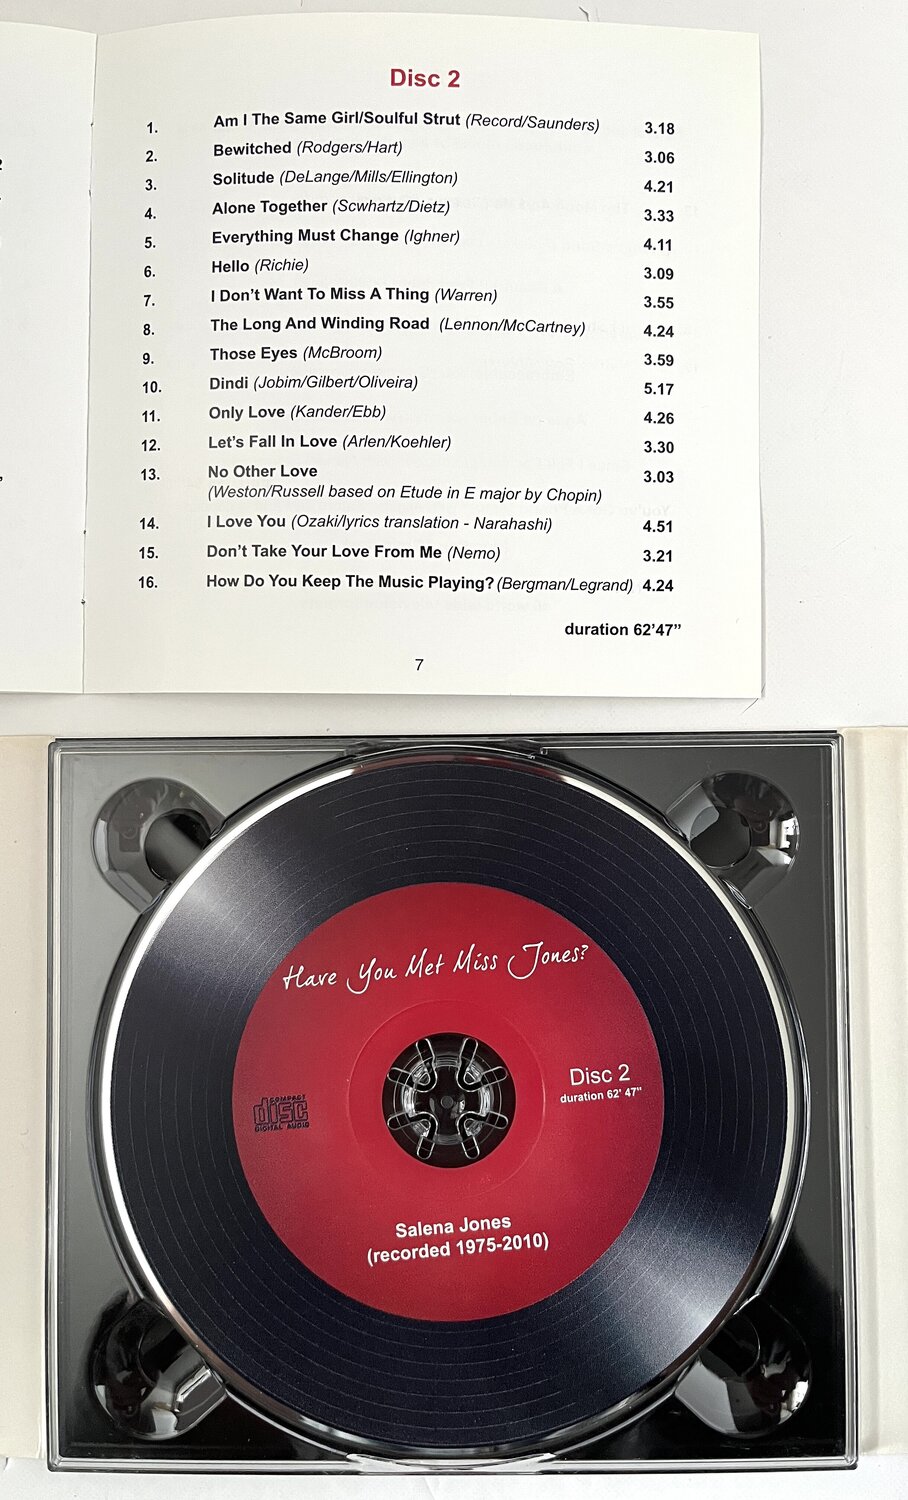 Disc 2
1. Am I The Same Girl/Soulful Strut (Record/Saunders) 3.18
2. Bewitched (Rodgers/Hart) 3.06
3. Solitude (DeLange/Mills/Ellington) 4.21
4. Alone Together (Scwhartz/Dietz) 3.33
5. Everything Must Change (Ighner) 4.11
6. Hello (Richie) 3.09
7. I Don't Want To Miss A Thing (Warren) 3.55
8. The Long And Winding Road (Lennon/McCartney) 4.24
9. Those Eyes (McBroom) 3.59
10. Dindi (Jobim/Gilbert/Oliveira) 5.17
11. Only Love (Kander/Ebb) 4.26
12. Let's Fall In Love (Arlen/Koehler) 3.30
13. No Other Love 3.03
(Weston/Russell based on Etude in E major by Chopin)
14. I Love You (Ozaki/lyrics translation - Narahashi) 4.51
15. Don't Take Your Love From Me (Nemo) 3.21
16. How Do You Keep The Music Playing? (Bergman/Legrand) 4.24
duration 62'47”
7
Have You Met Miss Jones?
Disc 2
duration 62' 47"
COMPACT
disc
DIGITAL AUDIO
Salena Jones
(recorded 1975-2010)